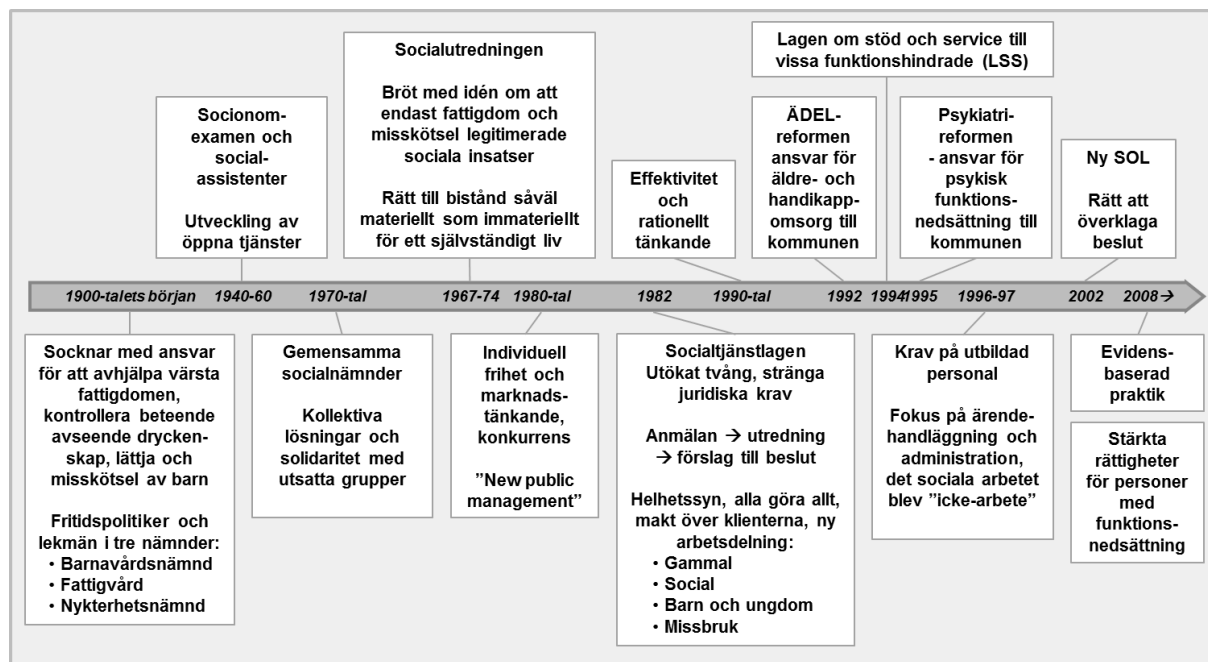 Socialutredningen
Bröt med idén om att
endast fattigdom och
misskötsel legitimerade
sociala insatser
Rätt till bistånd såväl
materiellt som immateriellt
för ett självständigt liv
Lagen om stöd och service till
vissa funktionshindrade (LSS)
Socionom-
examen och
social-
assistenter
Utveckling av
öppna tjänster
Effektivitet
och
rationellt
tänkande
ÄDEL-
reformen
ansvar för
äldre- och
handikapp-
omsorg till
kommunen
Psykiatri-
reformen
- ansvar för
psykisk
funktions-
nedsättning till
kommunen
Ny SOL
Rätt att
överklaga
beslut
1900-talets början 1940-60 1970-tal 1967-74 1980-tal 1982 1990-tal 1992 1994 1995 1996-97 2002 2008 →
Socknar med ansvar
för att avhjälpa värsta
fattigdomen,
kontrollera beteende
avseende drycken-
skap, lättja och
misskötsel av barn
Fritidspolitiker och
lekmän i tre nämnder:
• Barnavårdsnämnd
• Fattigvård
• Nykterhetsnämnd
Gemensamma
socialnämnder
Kollektiva
lösningar och
solidaritet med
utsatta grupper
Individuell
frihet och
marknads-
tänkande,
konkurrens
”New public
management”
Socialtjänstlagen
Utökat tvång, stränga
juridiska krav
Anmälan → utredning
→ förslag till beslut
Helhetssyn, alla göra allt,
makt över klienterna, ny
arbetsdelning:
• Gammal
• Social
• Barn och ungdom
• Missbruk
Krav på utbildad
personal
Fokus på ärende-
handläggning och
administration,
det sociala arbetet
blev ”icke-arbete”
Evidens-
baserad
praktik
Stärkta
rättigheter
för personer
med
funktions-
nedsättning